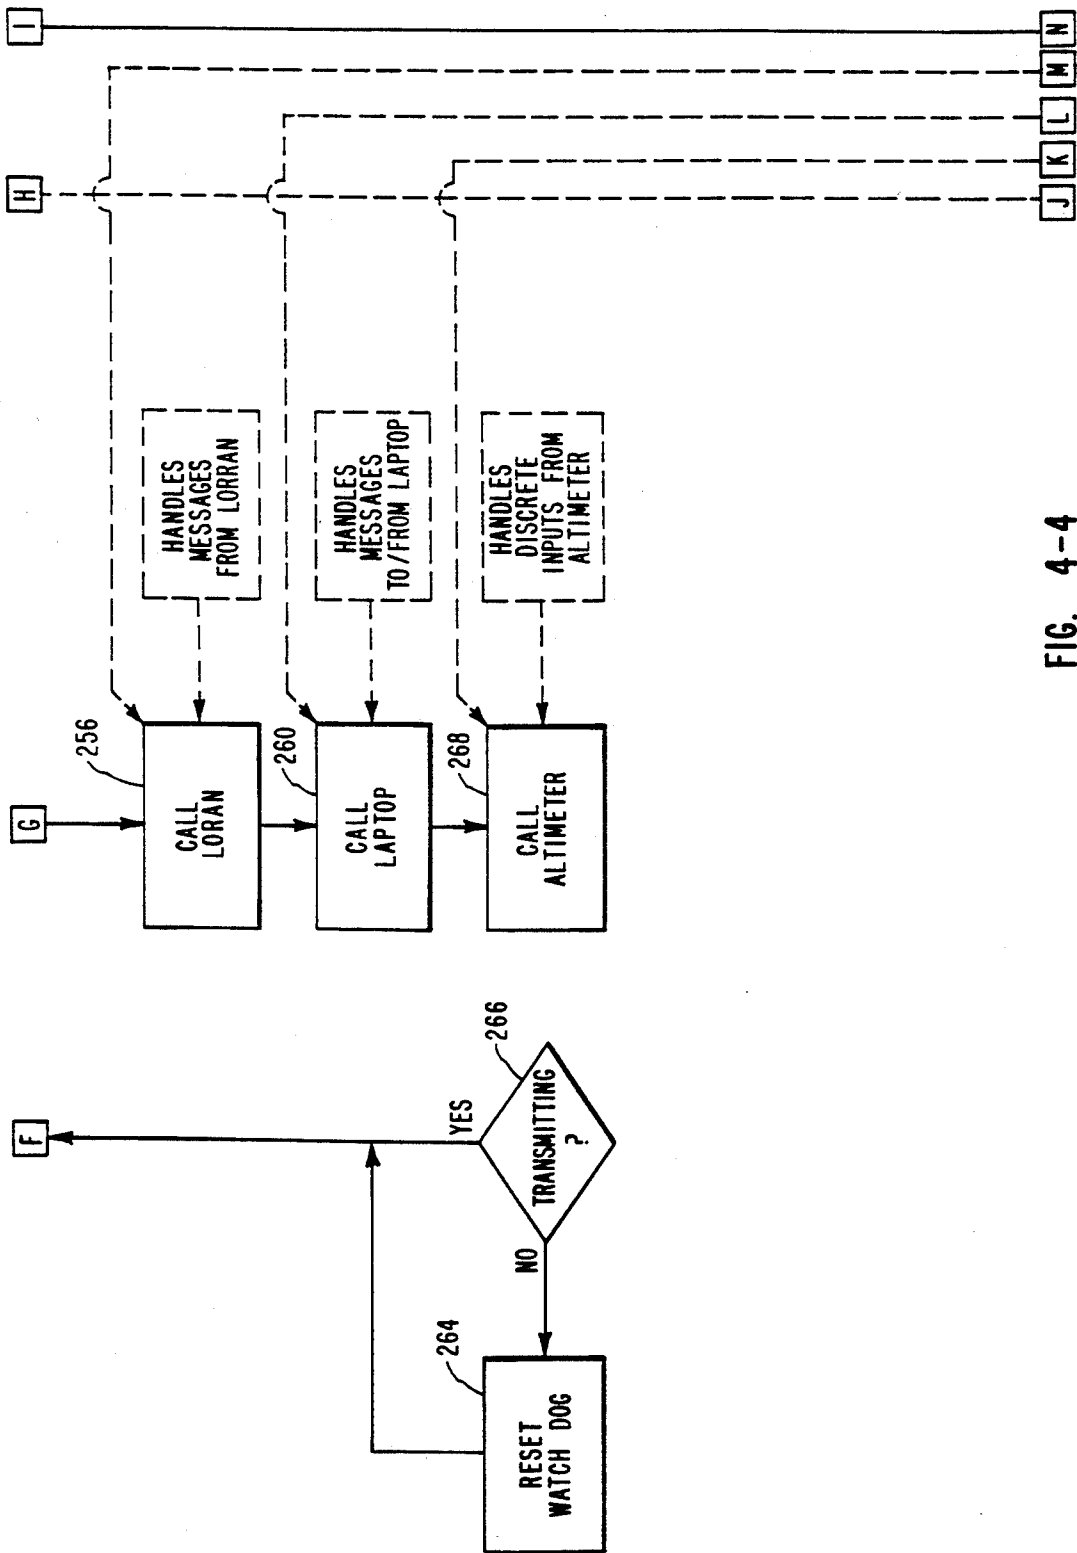 F
G
H
I
256
CALL
LORAN
HANDLES
MESSAGES
FROM LORRAN
260
CALL
LAPTOP
HANDLES
MESSAGES
TO/FROM LAPTOP
264
RESET
WATCH DOG
NO
YES
266
TRANSMITTING
?
268
CALL
ALTIMETER
HANDLES
DISCRETE
INPUTS FROM
ALTIMETER
J
K
L
M
N
FIG. 4-4